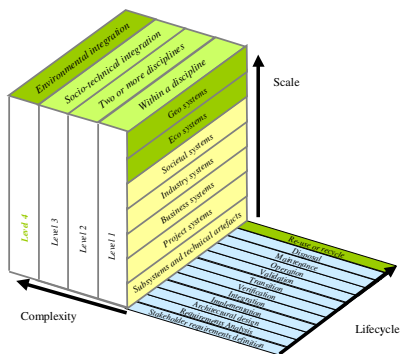 Environmental integration
Socio-technical integration
Two or more disciplines
Within a discipline
Geo systems
Eco systems
Societal systems
Industry systems
Business systems
Project systems
Subsystems and technical artefacts
Scale
Level 4
Level 3
Level 2
Level 1
Re-use or recycle
Disposal
Maintenance
Operation
Validation
Transition
Verification
Integration
Implementation
Architectural design
Requirements Analysis
Stakeholder requirements definition
Complexity
Lifecycle